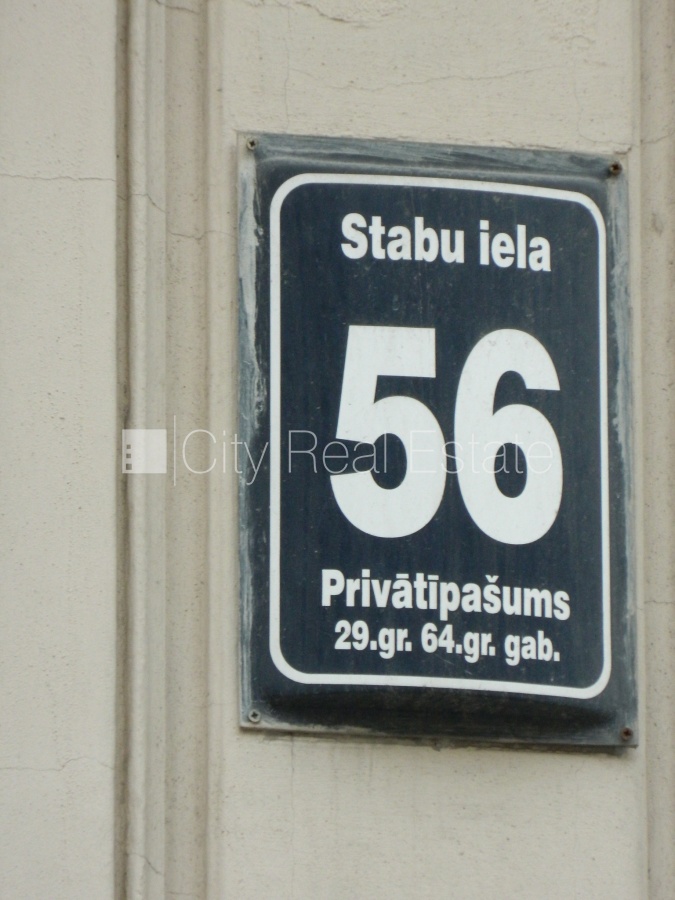 Stabu iela
56
City Real Estate
Privātīpašums
29.gr. 64.gr. gab.